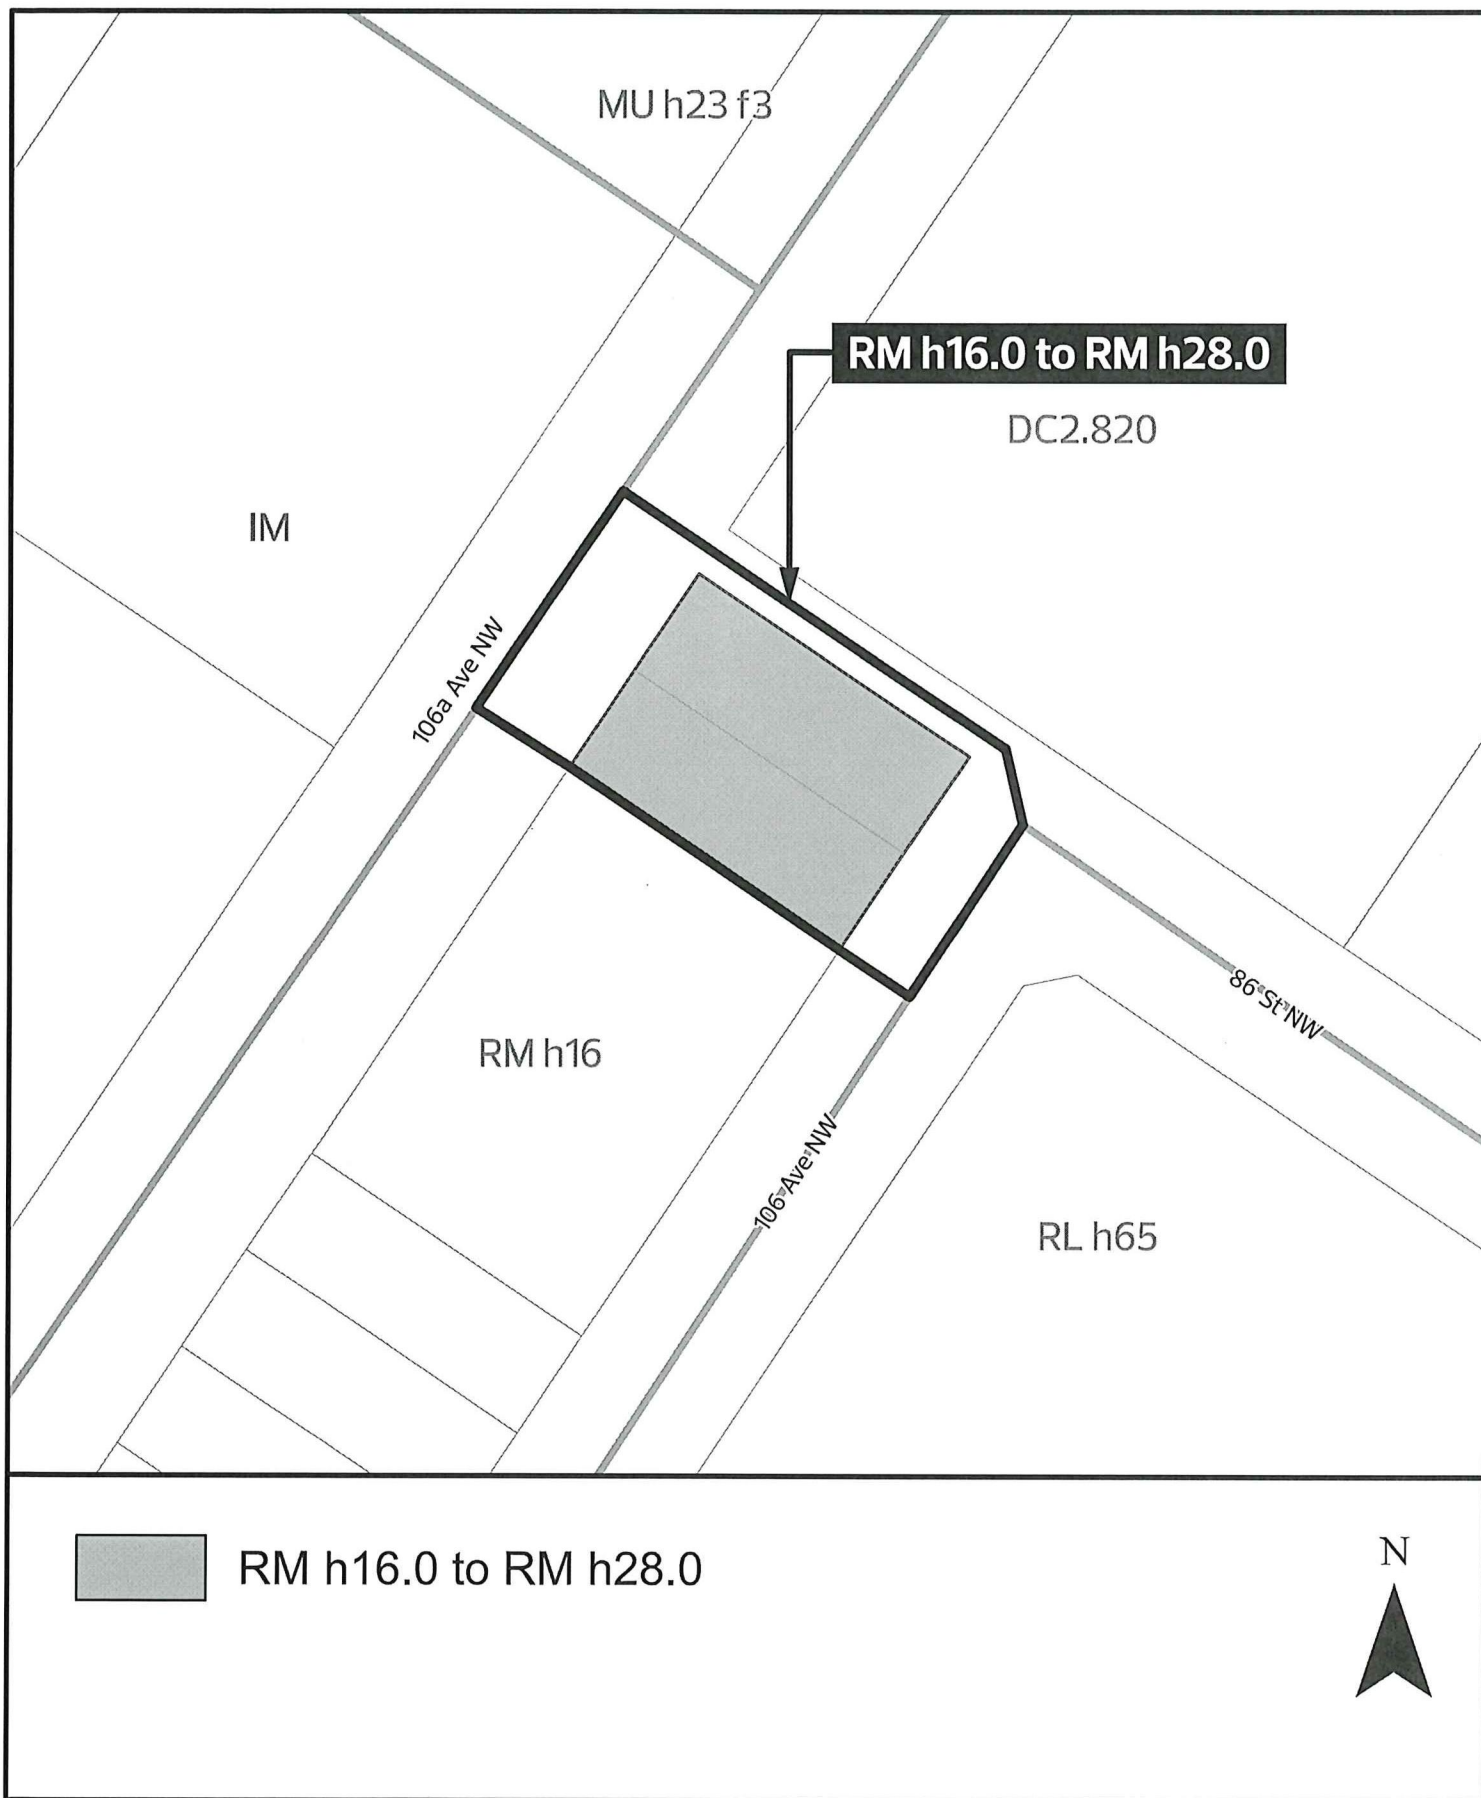 MU h23 f3
RM h16.0 to RM h28.0
DC2.820
IM
106a Ave NW
RM h16
86 St NW
106 Ave NW
RL h65
RM h16.0 to RM h28.0
N